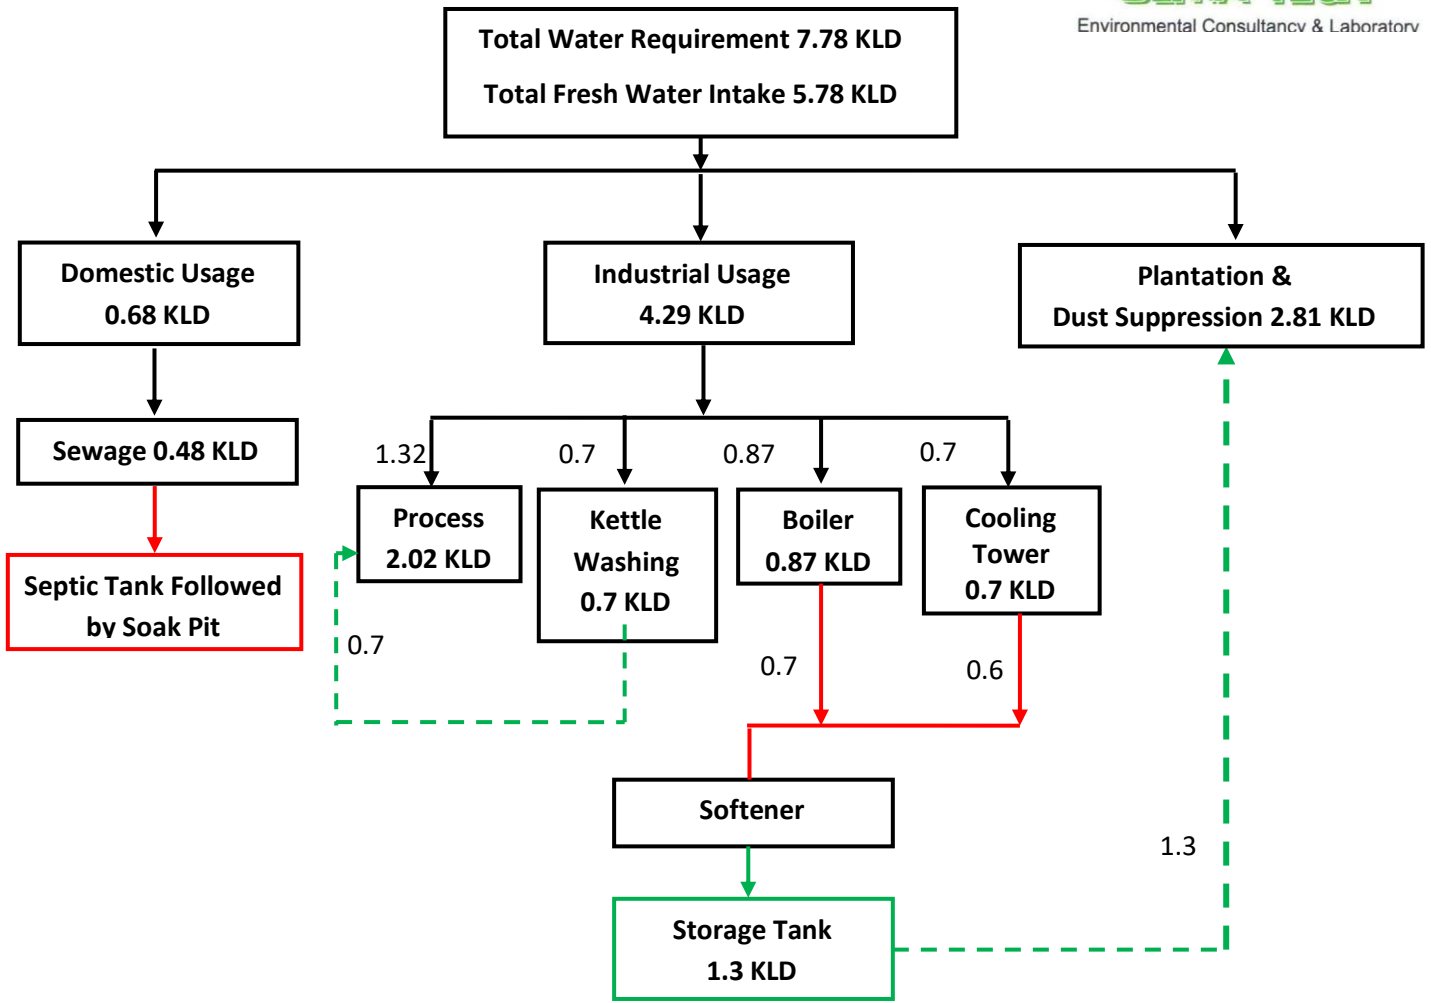 Environmental Consultancy & Laboratory
Total Water Requirement 7.78 KLD
Total Fresh Water Intake 5.78 KLD
Domestic Usage
0.68 KLD
Industrial Usage
4.29 KLD
Plantation &
Dust Suppression 2.81 KLD
Sewage 0.48 KLD
1.32
0.7
0.87
0.7
Process
2.02 KLD
Kettle
Washing
0.7 KLD
Boiler
0.87 KLD
Cooling
Tower
0.7 KLD
Septic Tank Followed
by Soak Pit
0.7
0.7
0.6
Softener
1.3
Storage Tank
1.3 KLD